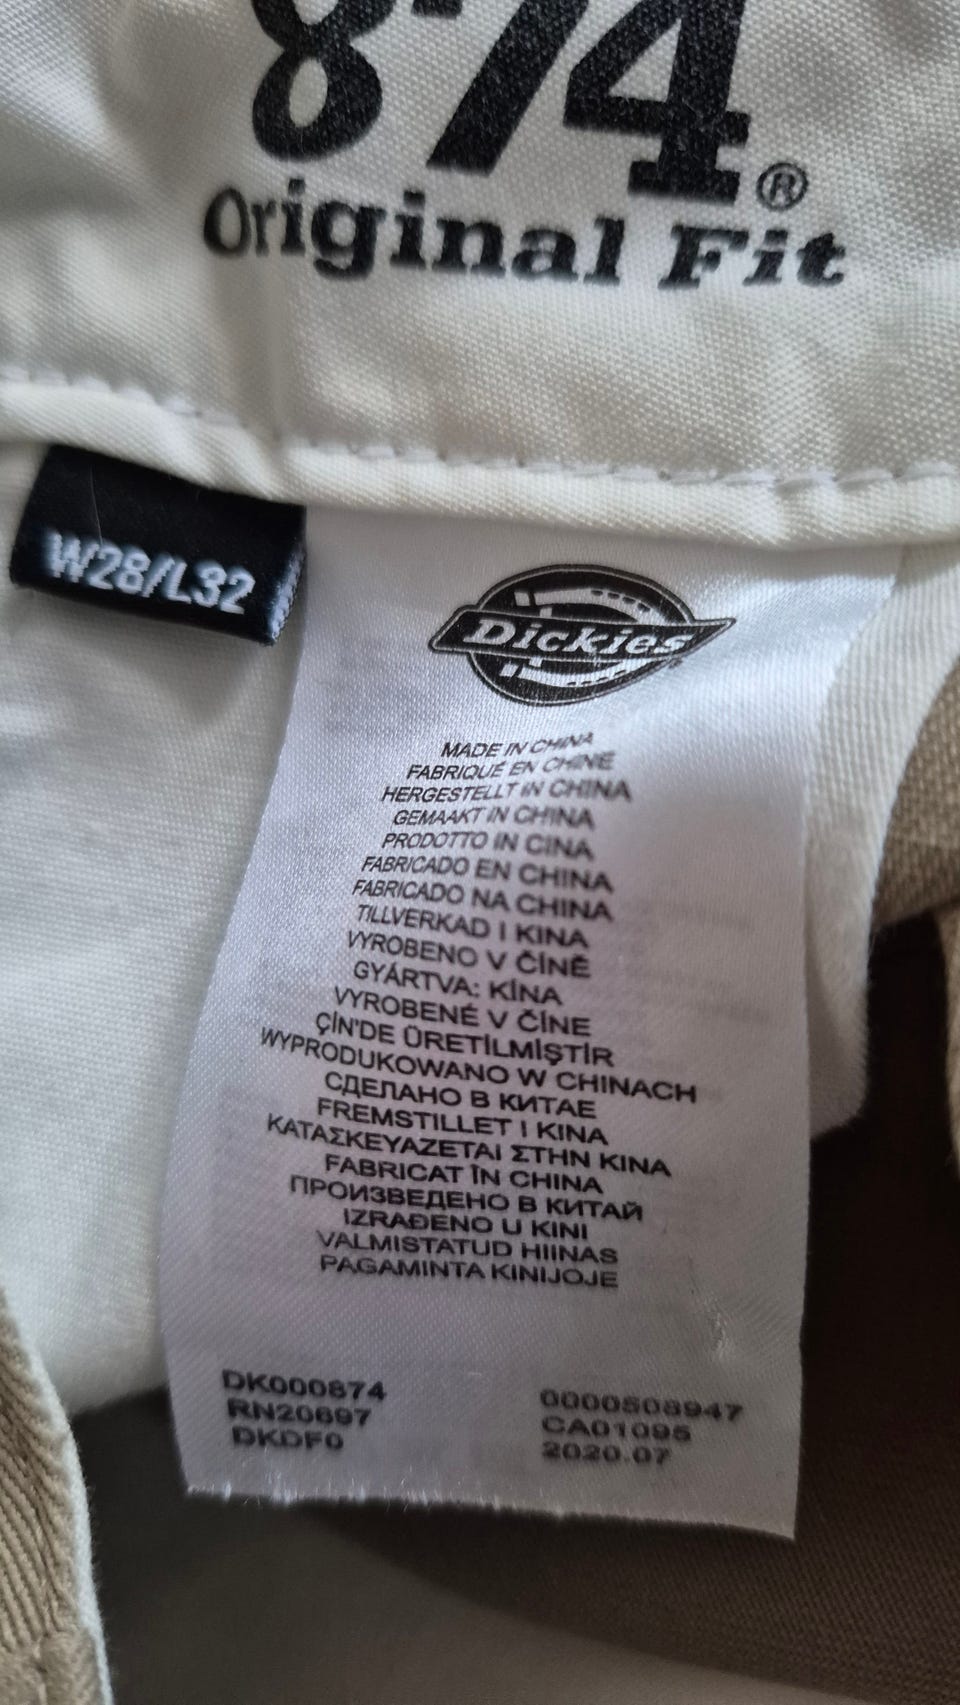 874®
Original Fit
W28/L32
Dickies
MADE IN CHINA
FABRIQUÉ EN CHINE
HERGESTELLT IN CHINA
GEMAAKT IN CHINA
PRODOTTO IN CINA
FABRICADO EN CHINA
FABRICADO NA CHINA
TILLVERKAD I KINA
VYROBENO V ČÍNĚ
GYÁRTVA: KÍNA
VYROBENÉ V ČÍNE
ÇİN'DE ÜRETİLMİŞTİR
WYPRODUKOWANO W CHINACH
СДЕЛАНО В КИТАЕ
FREMSTILLET I KINA
ΚΑΤΑΣΚΕΥΑΖΕΤΑΙ ΣΤΗΝ ΚΙΝΑ
FABRICAT ÎN CHINA
ПРОИЗВЕДЕНО В КИТАЙ
IZRAĐENO U KINI
VALMISTATUD HIINAS
PAGAMINTA KINIJOJE
DK000874
RN20697
DKDF0
0000508947
CA01095
2020.07